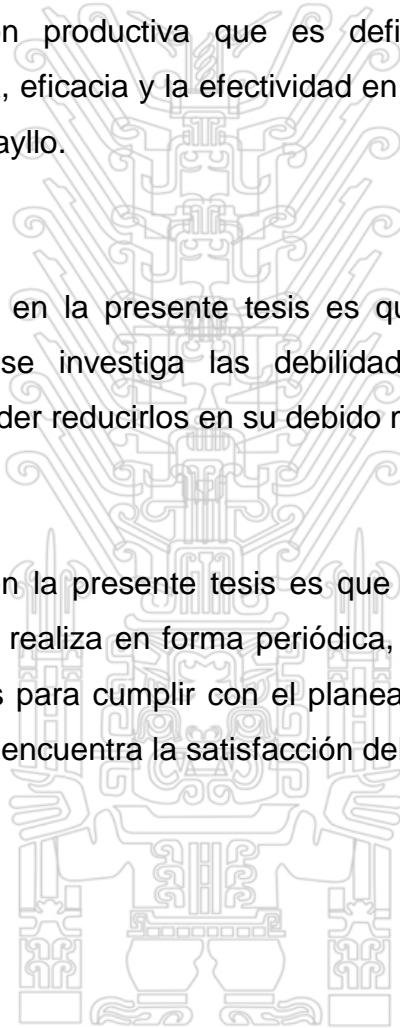 ón productiva que es defi
, eficacia y la efectividad en
ayllo.
en la presente tesis es qu
se investiga las debilidad
der reducirlos en su debido
n la presente tesis es que
realiza en forma periódica,
s para cumplir con el planea
encuentra la satisfacción del